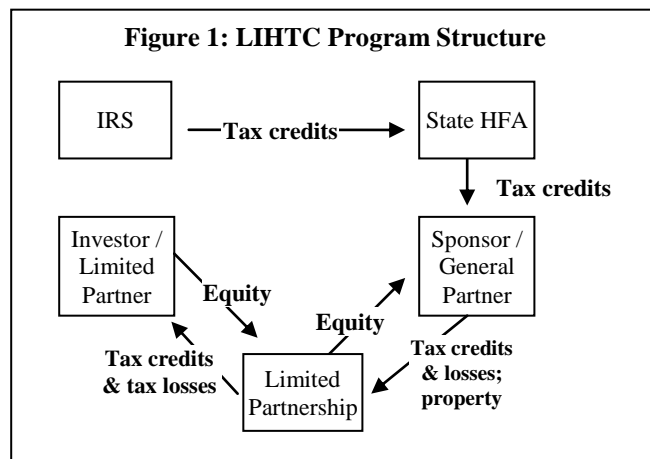 Figure 1: LIHTC Program Structure
IRS
Tax credits
State HFA
Tax credits
Investor /
Limited
Partner
Sponsor /
General
Partner
Equity
Equity
Tax credits
& tax losses
Limited
Partnership
Tax credits
& losses;
property